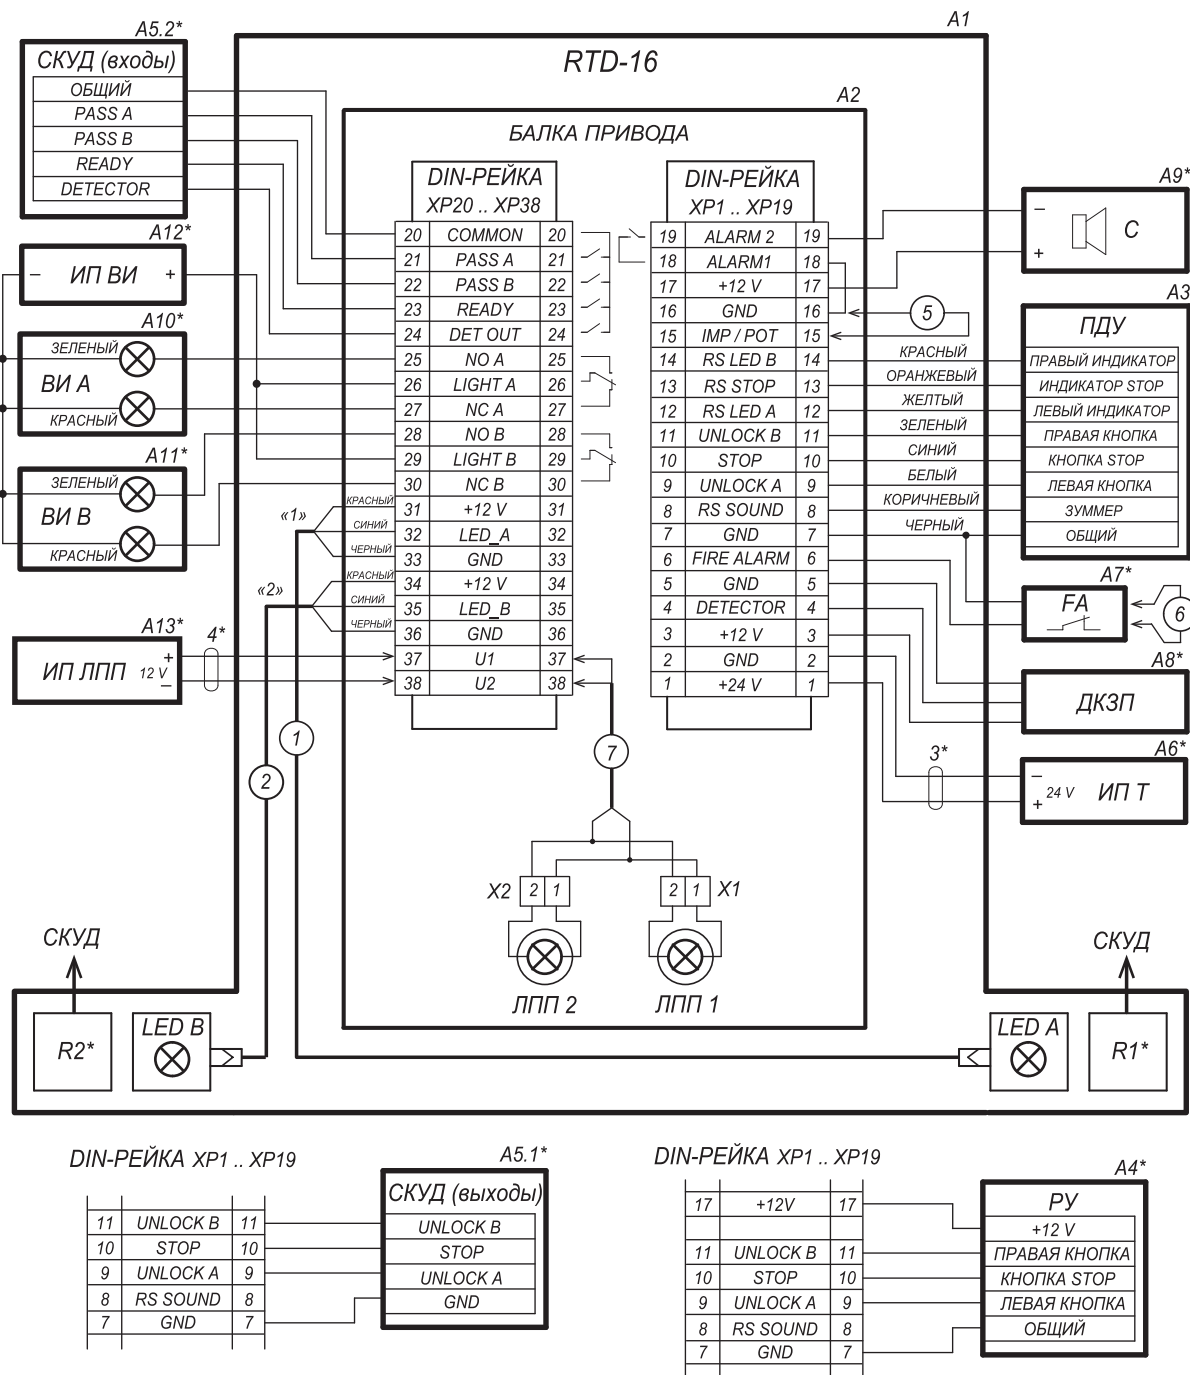 A1
RTD-16
A5.2*
СКУД (входы)
ОБЩИЙ
PASS A
PASS B
READY
DETECTOR
A12*
– ИП ВИ +
A10*
ЗЕЛЕНЫЙ
ВИ А
КРАСНЫЙ
A11*
ЗЕЛЕНЫЙ
ВИ В
КРАСНЫЙ
A13*
ИП ЛПП 12 V
+
–
4*
A2
БАЛКА ПРИВОДА
DIN-РЕЙКА
XP20 .. XP38
20 COMMON 20
21 PASS A 21
22 PASS B 22
23 READY 23
24 DET OUT 24
25 NO A 25
26 LIGHT A 26
27 NC A 27
28 NO B 28
29 LIGHT B 29
30 NC B 30
31 +12 V 31
32 LED_A 32
33 GND 33
34 +12 V 34
35 LED_B 35
36 GND 36
37 U1 37
38 U2 38
«1»
КРАСНЫЙ
СИНИЙ
ЧЕРНЫЙ
«2»
КРАСНЫЙ
СИНИЙ
ЧЕРНЫЙ
1
2
DIN-РЕЙКА
XP1 .. XP19
19 ALARM 2 19
18 ALARM1 18
17 +12 V 17
16 GND 16
15 IMP / POT 15
14 RS LED B 14
13 RS STOP 13
12 RS LED A 12
11 UNLOCK B 11
10 STOP 10
9 UNLOCK A 9
8 RS SOUND 8
7 GND 7
6 FIRE ALARM 6
5 GND 5
4 DETECTOR 4
3 +12 V 3
2 GND 2
1 +24 V 1
5
КРАСНЫЙ
ОРАНЖЕВЫЙ
ЖЕЛТЫЙ
ЗЕЛЕНЫЙ
СИНИЙ
БЕЛЫЙ
КОРИЧНЕВЫЙ
ЧЕРНЫЙ
A9*
–
+
С
A3
ПДУ
ПРАВЫЙ ИНДИКАТОР
ИНДИКАТОР STOP
ЛЕВЫЙ ИНДИКАТОР
ПРАВАЯ КНОПКА
КНОПКА STOP
ЛЕВАЯ КНОПКА
ЗУММЕР
ОБЩИЙ
A7*
FA
6
A8*
ДКЗП
3*
A6*
–
+
24 V ИП Т
7
X2 2 1
2 1 X1
ЛПП 2
ЛПП 1
СКУД
R2*
LED B
LED A
СКУД
R1*
DIN-РЕЙКА XP1 .. XP19
11 UNLOCK B 11
10 STOP 10
9 UNLOCK A 9
8 RS SOUND 8
7 GND 7
A5.1*
СКУД (выходы)
UNLOCK B
STOP
UNLOCK A
GND
DIN-РЕЙКА XP1 .. XP19
17 +12V 17
11 UNLOCK B 11
10 STOP 10
9 UNLOCK A 9
8 RS SOUND 8
7 GND 7
A4*
РУ
+12 V
ПРАВАЯ КНОПКА
КНОПКА STOP
ЛЕВАЯ КНОПКА
ОБЩИЙ